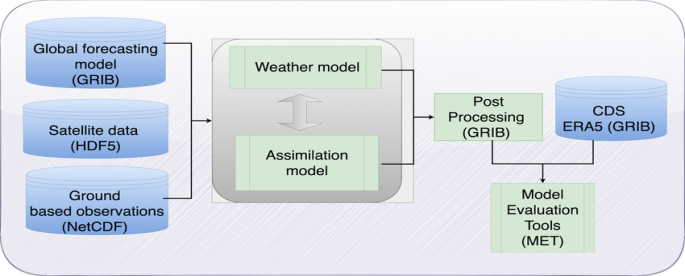 Global forecasting
model
(GRIB)
Satellite data
(HDF5)
Ground
based observations
(NetCDF)
Weather model
Assimilation
model
Post
Processing
(GRIB)
CDS
ERA5 (GRIB)
Model
Evaluation
Tools
(MET)